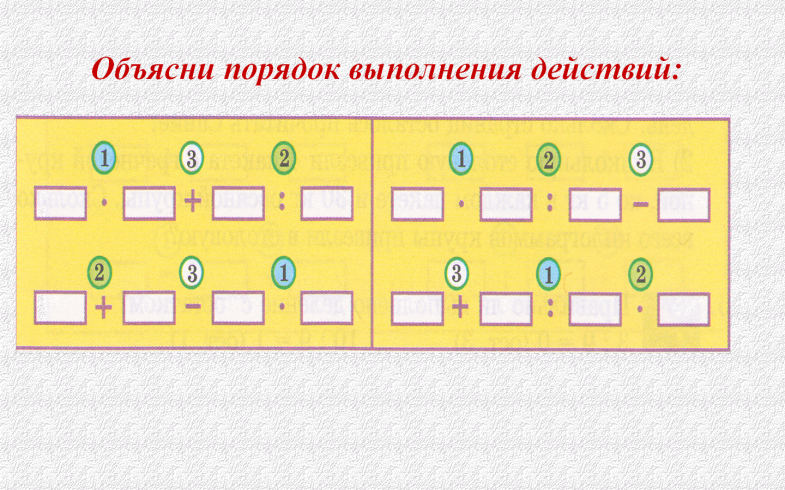 Объясни порядок выполнения действий:
1 3 2
· + :
1 2 3
· : −
2 3 1
+ − ·
3 1 2
+ : ·